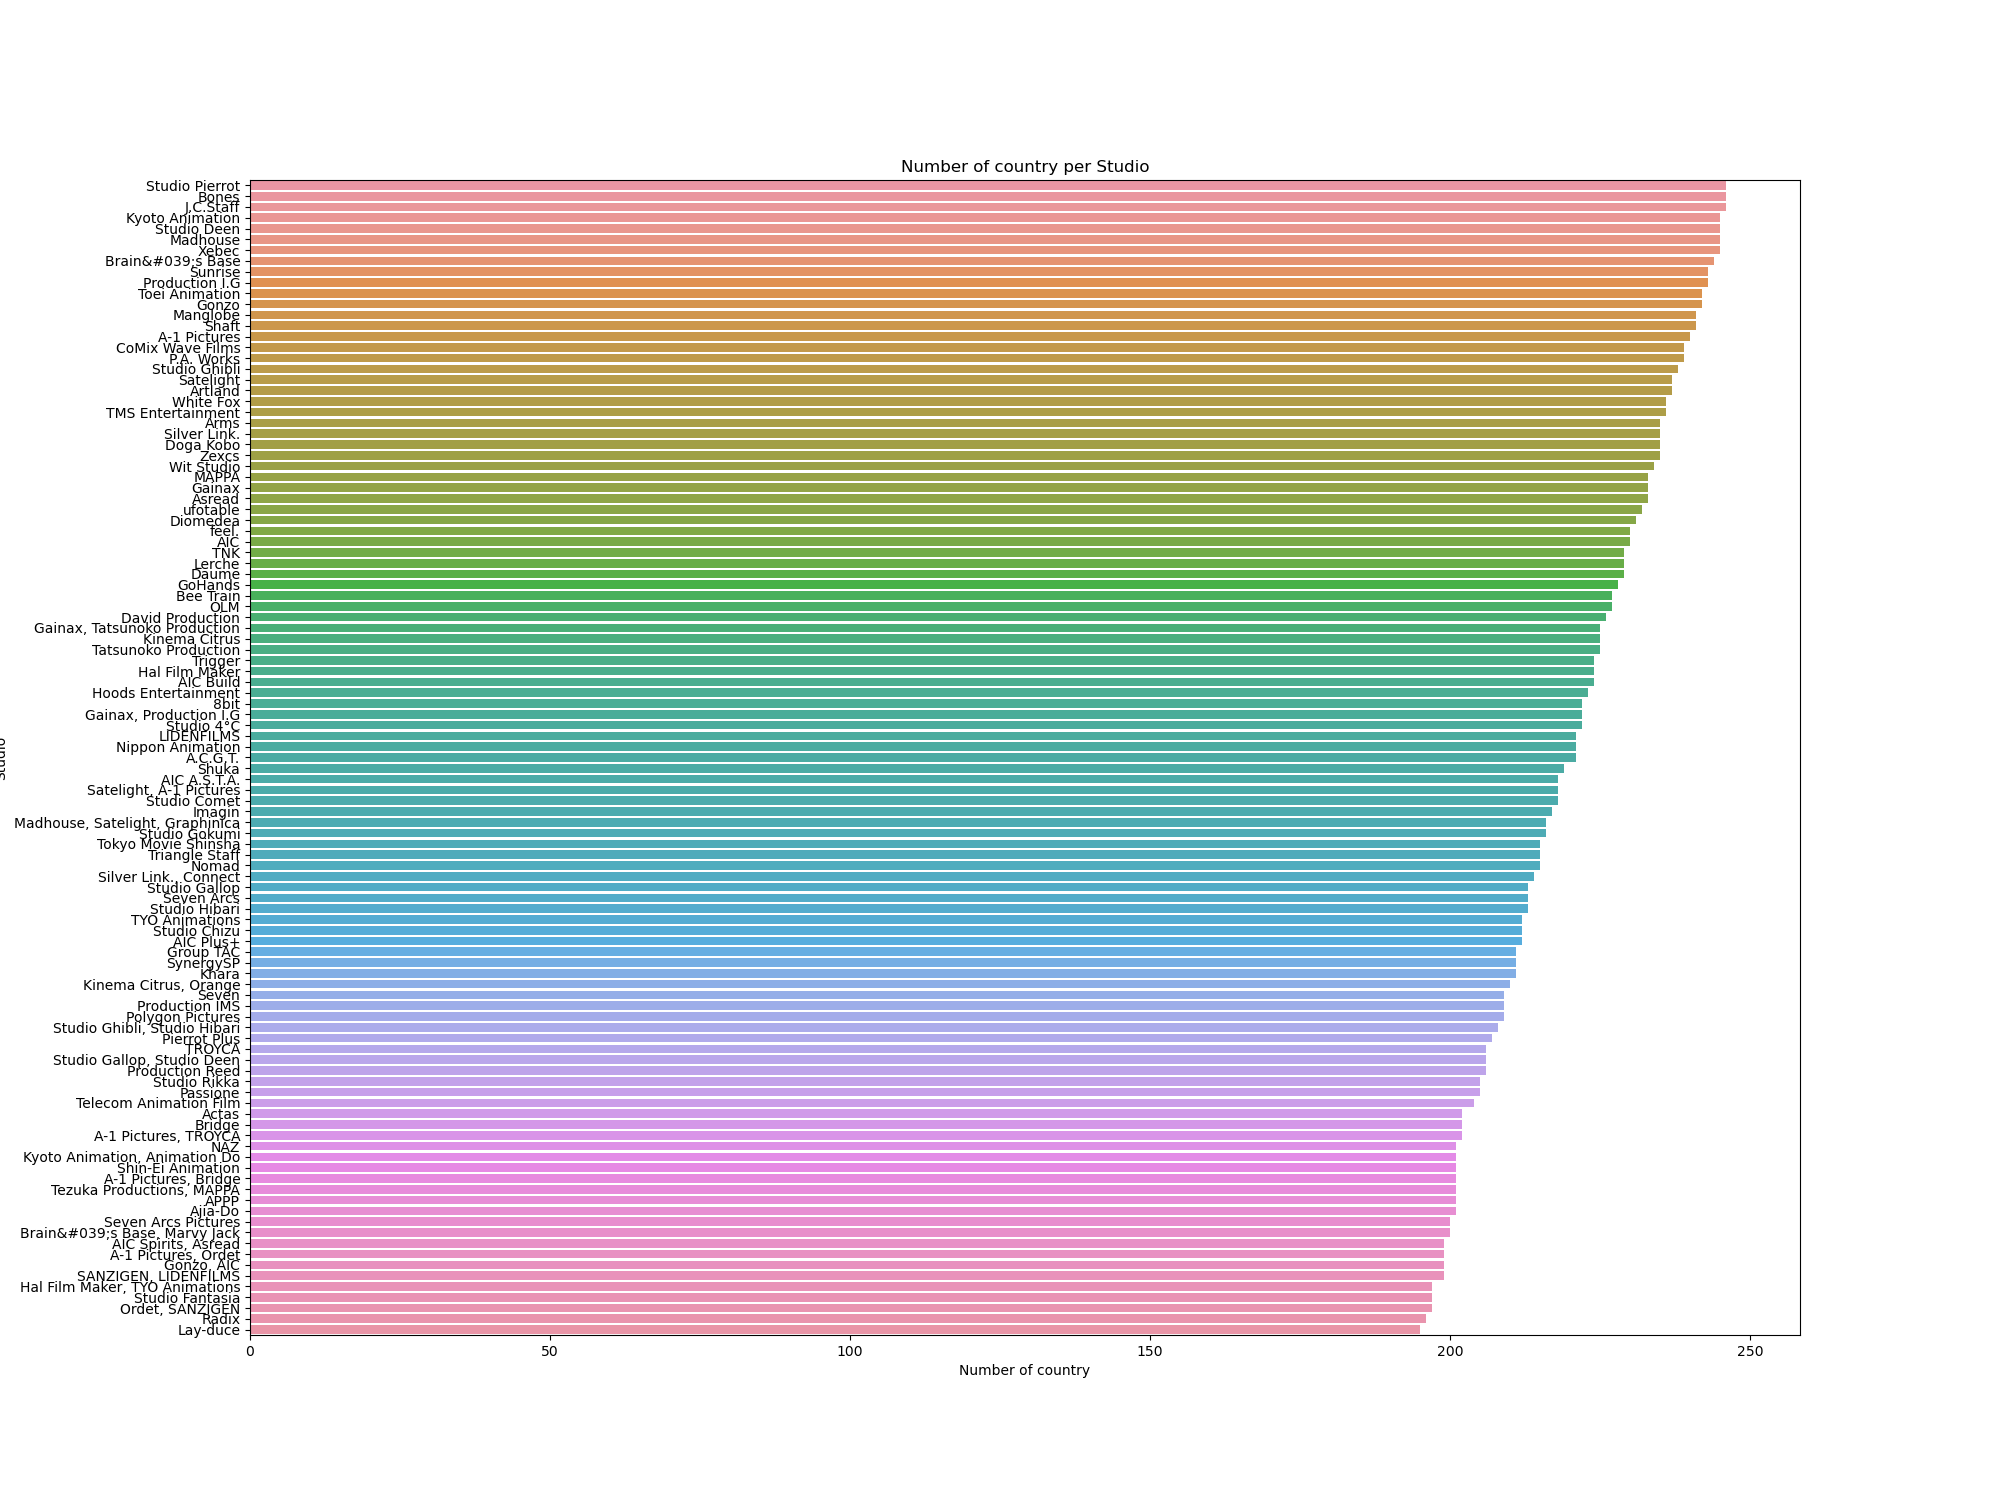 Number of country per Studio
Studio Pierrot
Bones
J.C.Staff
Kyoto Animation
Studio Deen
Madhouse
Xebec
Brain&#039;s Base
Sunrise
Production I.G
Toei Animation
Gonzo
Manglobe
Shaft
A-1 Pictures
CoMix Wave Films
P.A. Works
Studio Ghibli
Satelight
Artland
White Fox
TMS Entertainment
Arms
Silver Link.
Doga Kobo
Zexcs
Wit Studio
MAPPA
Gainax
Asread
ufotable
Diomedea
feel.
AIC
TNK
Lerche
Daume
GoHands
Bee Train
OLM
David Production
Gainax, Tatsunoko Production
Kinema Citrus
Tatsunoko Production
Trigger
Hal Film Maker
AIC Build
Hoods Entertainment
8bit
Gainax, Production I.G
Studio 4°C
LIDENFILMS
Nippon Animation
A.C.G.T.
Shuka
AIC A.S.T.A.
Satelight, A-1 Pictures
Studio Comet
Imagin
Madhouse, Satelight, Graphinica
Studio Gokumi
Tokyo Movie Shinsha
Triangle Staff
Nomad
Silver Link., Connect
Studio Gallop
Seven Arcs
Studio Hibari
TYO Animations
Studio Chizu
AIC Plus+
Group TAC
SynergySP
Khara
Kinema Citrus, Orange
Seven
Production IMS
Polygon Pictures
Studio Ghibli, Studio Hibari
Pierrot Plus
TROYCA
Studio Gallop, Studio Deen
Production Reed
Studio Rikka
Passione
Telecom Animation Film
Actas
Bridge
A-1 Pictures, TROYCA
NAZ
Kyoto Animation, Animation Do
Shin-Ei Animation
A-1 Pictures, Bridge
Tezuka Productions, MAPPA
APPP
Ajia-Do
Seven Arcs Pictures
Brain&#039;s Base, Marvy Jack
AIC Spirits, Asread
A-1 Pictures, Ordet
Gonzo, AIC
SANZIGEN, LIDENFILMS
Hal Film Maker, TYO Animations
Studio Fantasia
Ordet, SANZIGEN
Radix
Lay-duce
0 50 100 150 200 250
Number of country